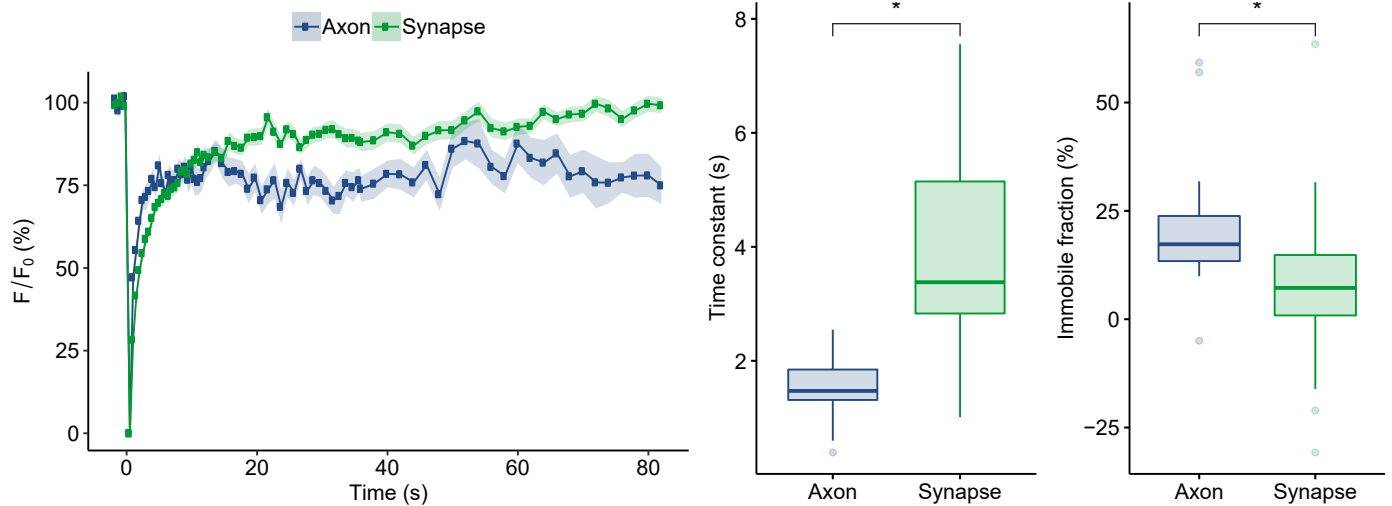 Axon Synapse
F/F₀ (%)
100
75
50
25
0
0 20 40 60 80
Time (s)
Time constant (s)
8
6
4
2
*
Axon Synapse
Immobile fraction (%)
50
25
0
−25
*
Axon Synapse